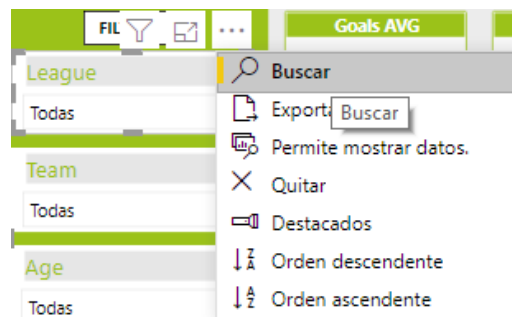 FIL
Goals AVG
League
Todas
Team
Todas
Age
Todas
Buscar
Exporta
Buscar
Permite mostrar datos.
Quitar
Destacados
Orden descendente
Orden ascendente